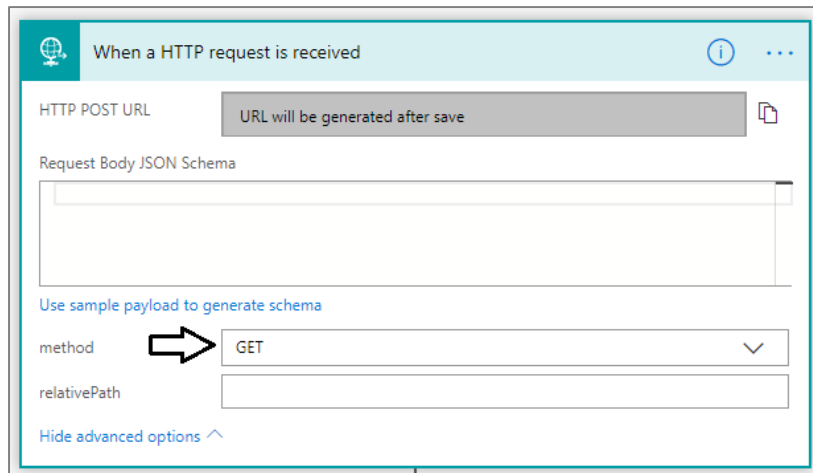 When a HTTP request is received
HTTP POST URL
URL will be generated after save
Request Body JSON Schema
Use sample payload to generate schema
method
GET
relativePath
Hide advanced options